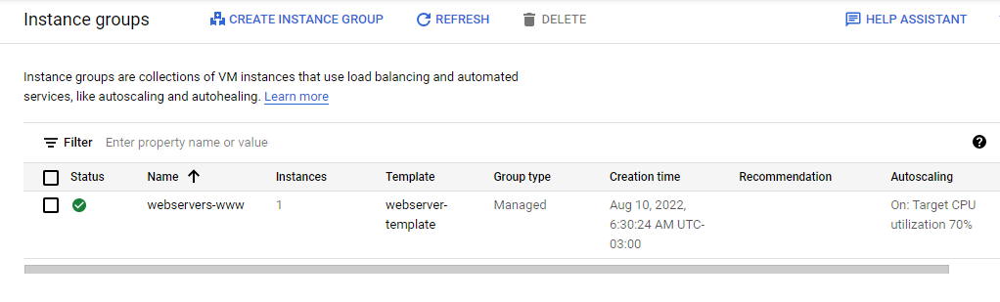 Instance groups CREATE INSTANCE GROUP REFRESH DELETE HELP ASSISTANT
Instance groups are collections of VM instances that use load balancing and automated
services, like autoscaling and autohealing. Learn more
Filter Enter property name or value
Status Name Instances Template Group type Creation time Recommendation Autoscaling
webservers-www 1 webserver- Managed Aug 10, 2022, On: Target CPU
template 6:30:24 AM UTC- utilization 70%
03:00